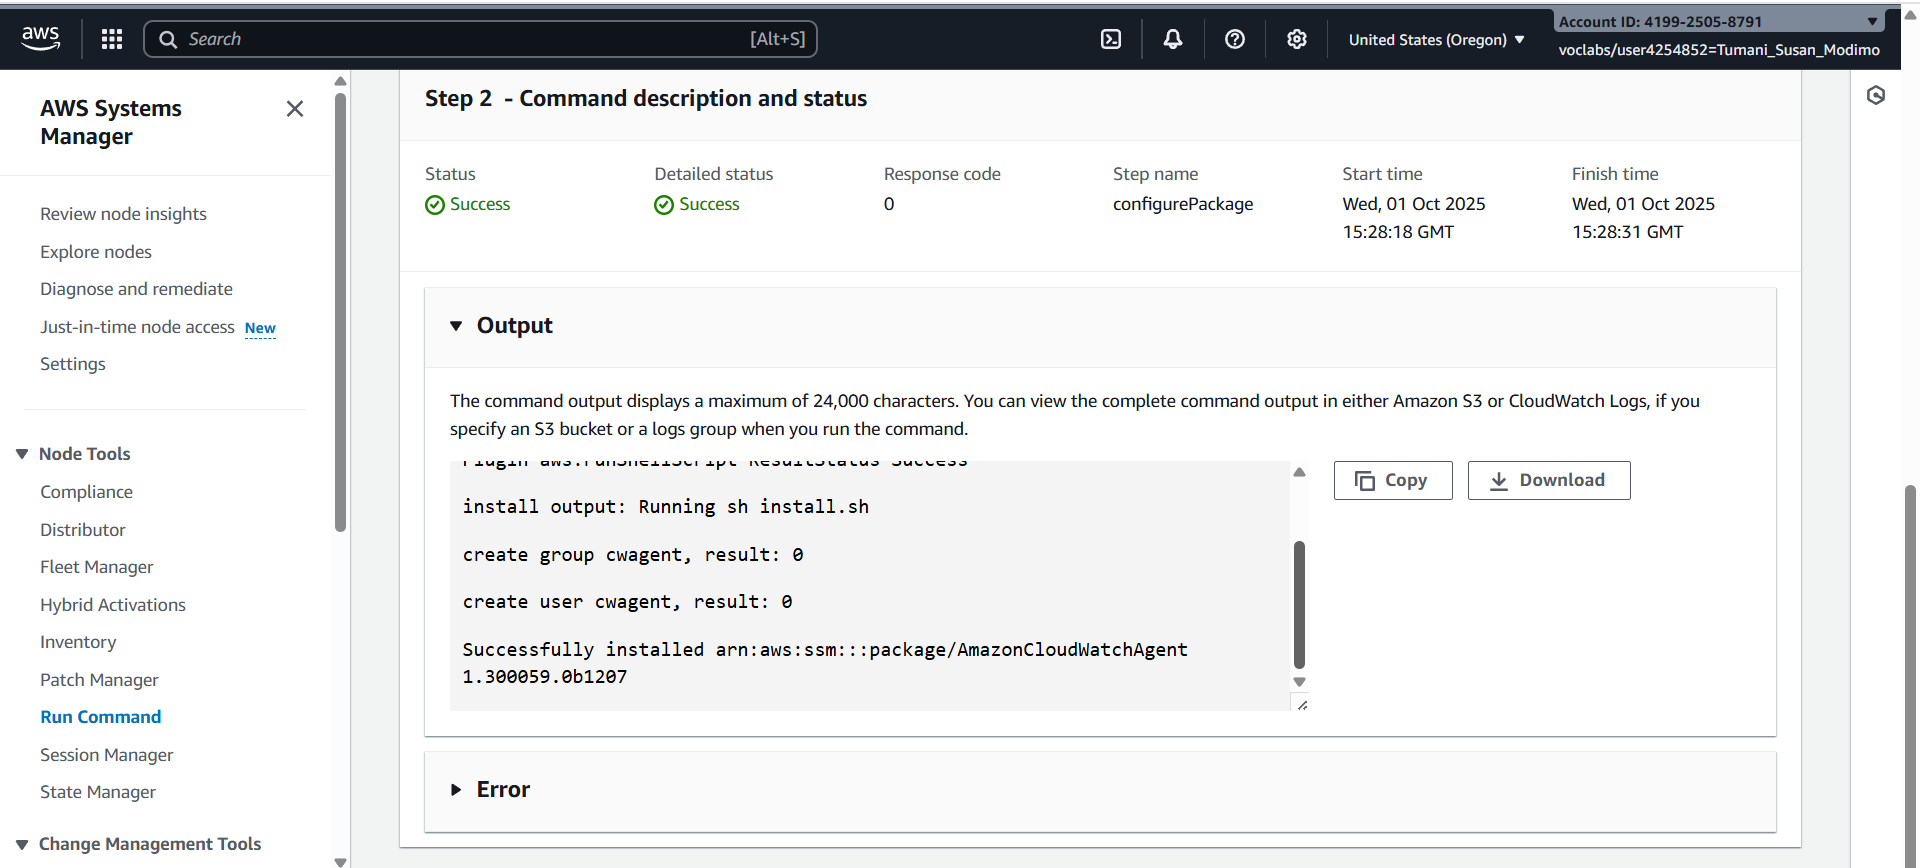 aws
Search
[Alt+S]
United States (Oregon)
Account ID: 4199-2505-8791
voclabs/user4254852=Tumani_Susan_Modimo
AWS Systems
Manager
Review node insights
Explore nodes
Diagnose and remediate
Just-in-time node access New
Settings
Node Tools
Compliance
Distributor
Fleet Manager
Hybrid Activations
Inventory
Patch Manager
Run Command
Session Manager
State Manager
Change Management Tools
Step 2 - Command description and status
Status
Success
Detailed status
Success
Response code
0
Step name
configurePackage
Start time
Wed, 01 Oct 2025
15:28:18 GMT
Finish time
Wed, 01 Oct 2025
15:28:31 GMT
Output
The command output displays a maximum of 24,000 characters. You can view the complete command output in either Amazon S3 or CloudWatch Logs, if you
specify an S3 bucket or a logs group when you run the command.
Plugin aws:runShellScript ResultStatus Success
install output: Running sh install.sh
create group cwagent, result: 0
create user cwagent, result: 0
Successfully installed arn:aws:ssm:::package/AmazonCloudWatchAgent
1.300059.0b1207
Copy
Download
Error